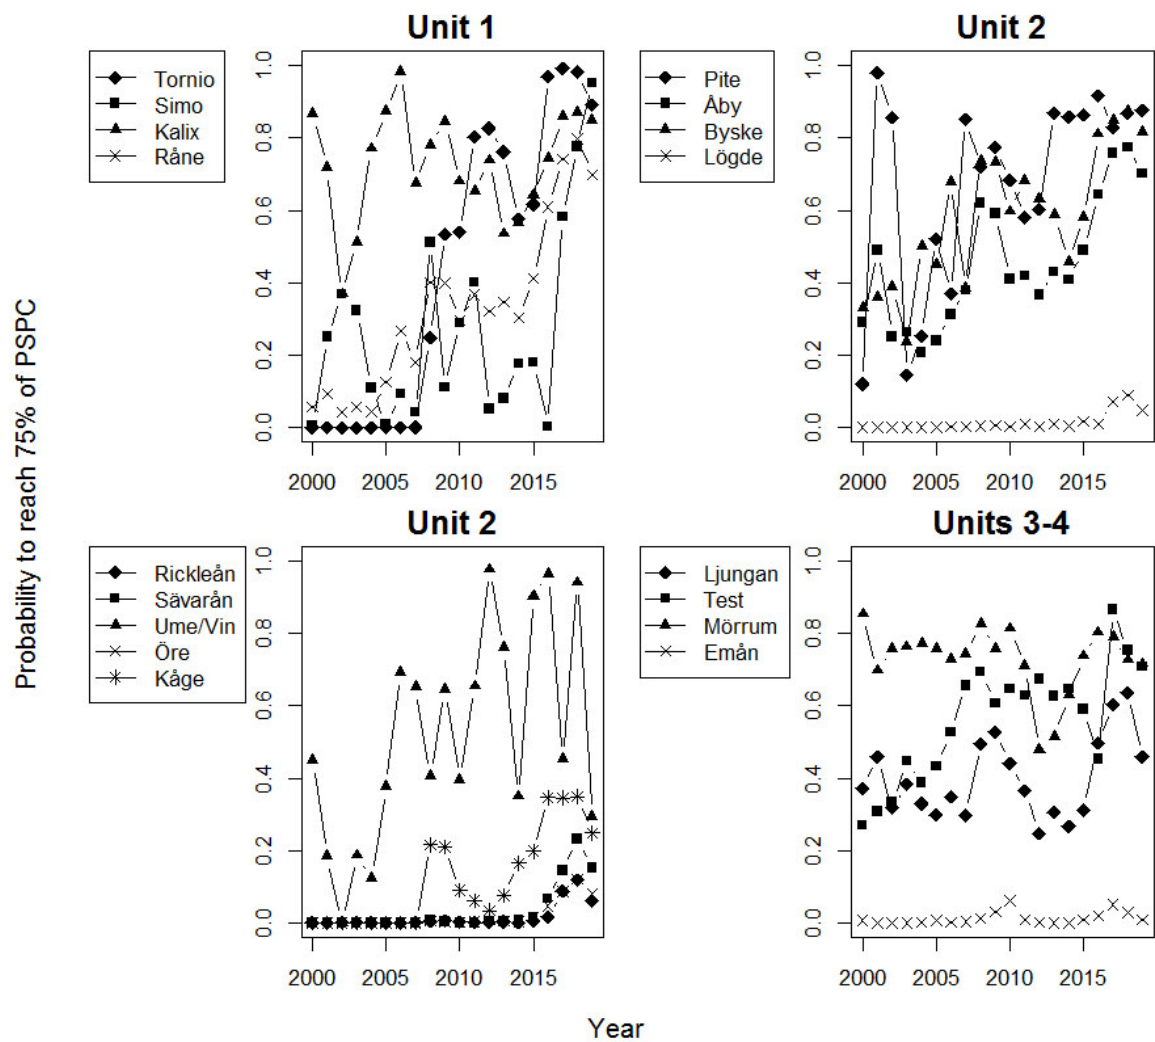 Unit 1
Tornio
Simo
Kalix
Råne
0.0 0.2 0.4 0.6 0.8 1.0
2000 2005 2010 2015
Unit 2
Pite
Åby
Byske
Lögde
0.0 0.2 0.4 0.6 0.8 1.0
2000 2005 2010 2015
Probability to reach 75% of PSPC
Unit 2
Rickleån
Sävarån
Ume/Vin
Öre
Kåge
0.0 0.2 0.4 0.6 0.8 1.0
2000 2005 2010 2015
Units 3-4
Ljungan
Test
Mörrum
Emån
0.0 0.2 0.4 0.6 0.8 1.0
2000 2005 2010 2015
Year